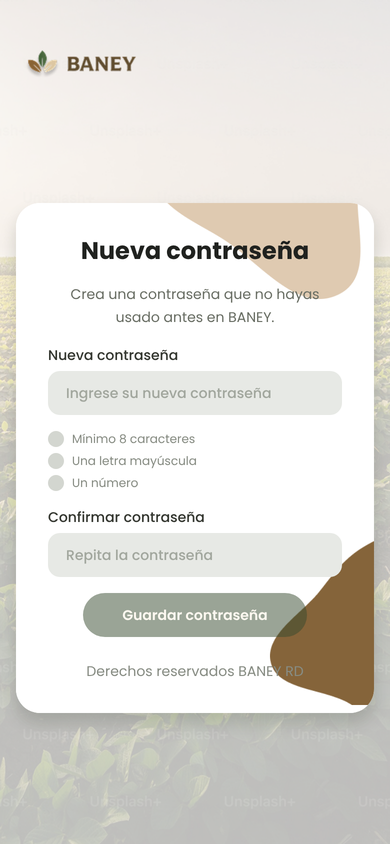 BANEY
Nueva contraseña
Crea una contraseña que no hayas
usado antes en BANEY.
Nueva contraseña
Ingrese su nueva contraseña
Mínimo 8 caracteres
Una letra mayúscula
Un número
Confirmar contraseña
Repita la contraseña
Guardar contraseña
Derechos reservados BANEY RD
Unsplash+ Unsplash+ Unsplash+
Unsplash+ Unsplash+